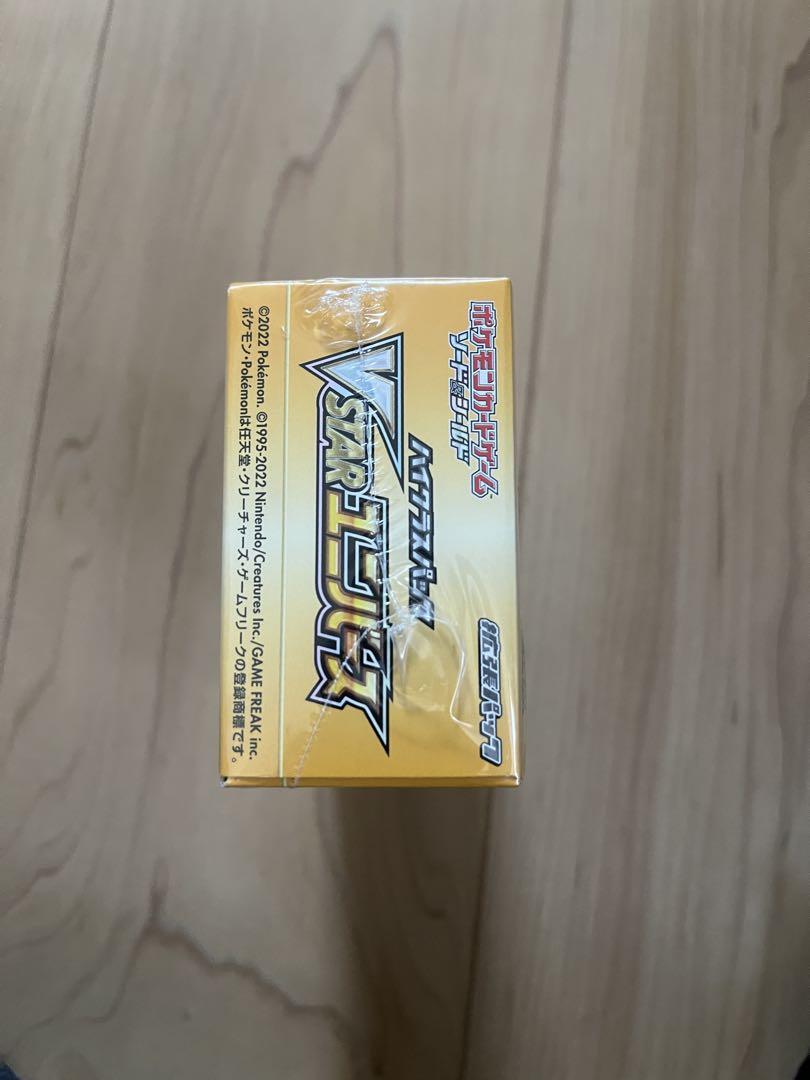 ポケモンカードゲーム
ソード&シールド
拡張パック
ハイクラスパック
VSTARユニバース
©2022 Pokémon. ©1995-2022 Nintendo/Creatures Inc./GAME FREAK inc.
ポケモン・Pokémonは任天堂・クリーチャーズ・ゲームフリークの登録商標です。